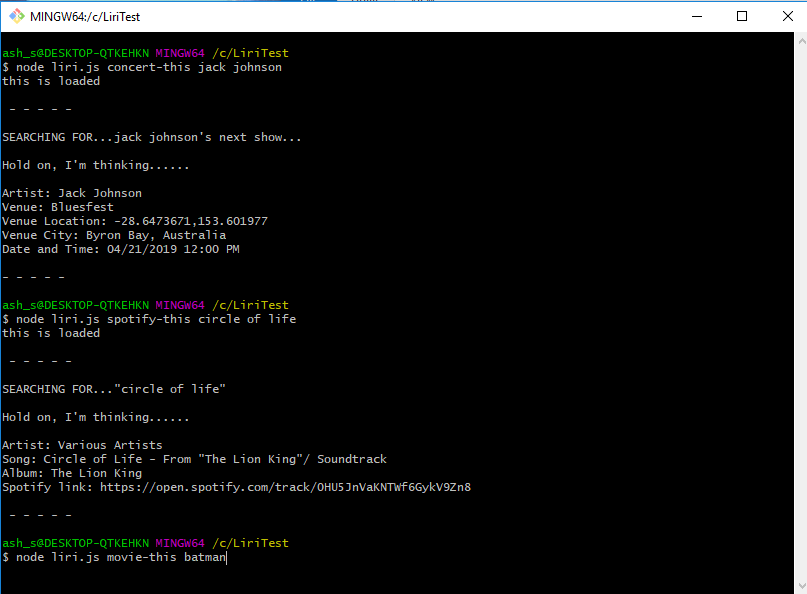 MINGW64:/c/LiriTest
ash_s@DESKTOP-QTKEHKN MINGW64 /c/LiriTest
$ node liri.js concert-this jack johnson
this is loaded
- - - - -
SEARCHING FOR...jack johnson's next show...
Hold on, I'm thinking......
Artist: Jack Johnson
Venue: Bluesfest
Venue Location: -28.6473671,153.601977
Venue City: Byron Bay, Australia
Date and Time: 04/21/2019 12:00 PM
- - - - -
ash_s@DESKTOP-QTKEHKN MINGW64 /c/LiriTest
$ node liri.js spotify-this circle of life
this is loaded
- - - - -
SEARCHING FOR..."circle of life"
Hold on, I'm thinking......
Artist: Various Artists
Song: Circle of Life - From "The Lion King"/ Soundtrack
Album: The Lion King
Spotify link: https://open.spotify.com/track/0HU5JnVaKNTWf6GykV9Zn8
- - - - -
ash_s@DESKTOP-QTKEHKN MINGW64 /c/LiriTest
$ node liri.js movie-this batman